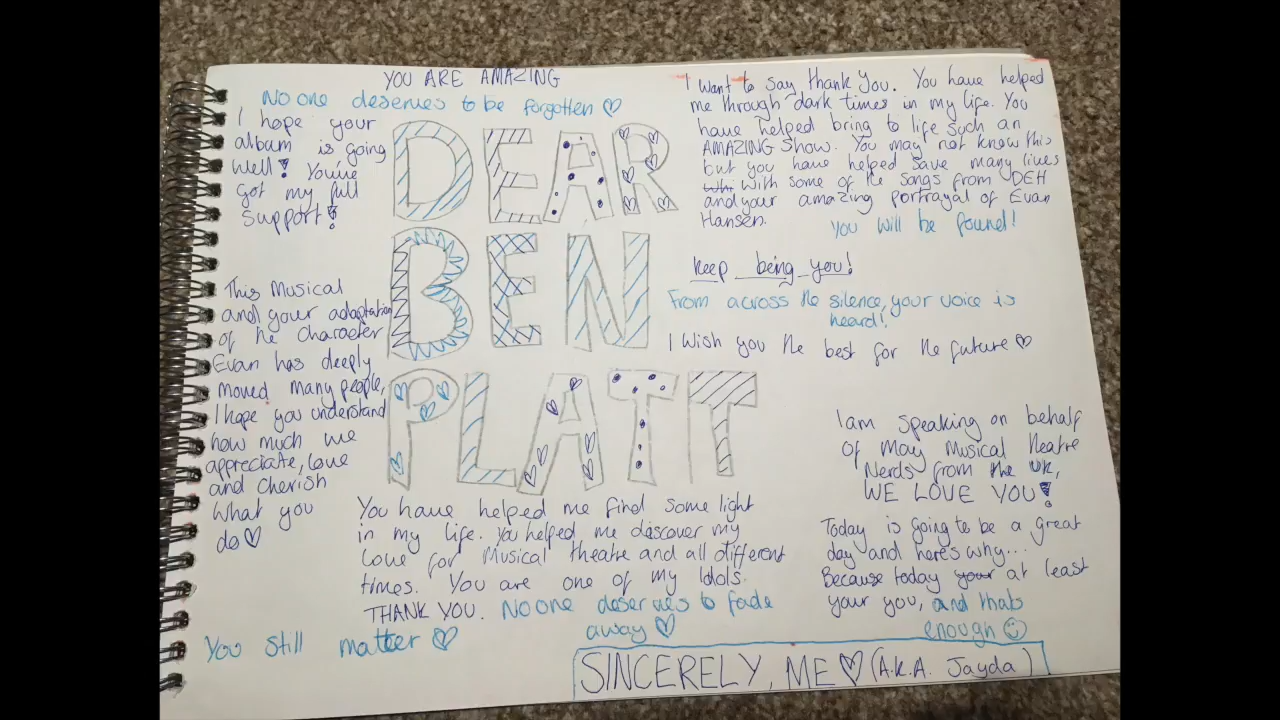 YOU ARE AMAZING
No one deserves to be forgotten ♡
I hope your
album is going
well! You're
got my full
support!
DEAR
BEN
PLATT
I want to say thank you. You have helped
me through dark times in my life. You
have helped bring to life such an
AMAZING Show. You may not know this
but you have helped save many lives
with some of the songs from DEH
and your amazing portrayal of Evan
Hansen.
You will be found!
Keep being you!
From across the silence, your voice is
heard!
I wish you the best for the future ♡
This Musical
and your adaptation
of the character
Evan has deeply
moved many people,
I hope you understand
how much we
appreciate, love
and cherish
what you
do ♡
I am speaking on behalf
of May Musical theatre
Nerds from the UK,
WE LOVE YOU!
You have helped me find some light
in my life. You helped me discover my
love for Musical theatre and all different
times. You are one of my Idols.
THANK YOU. No one deserves to fade
away ♡
Today is going to be a great
day and here's why...
Because today your at least
your you, and thats
enough ☺
You still matter ♡
SINCERELY, ME ♡ (A.K.A. Jayda)